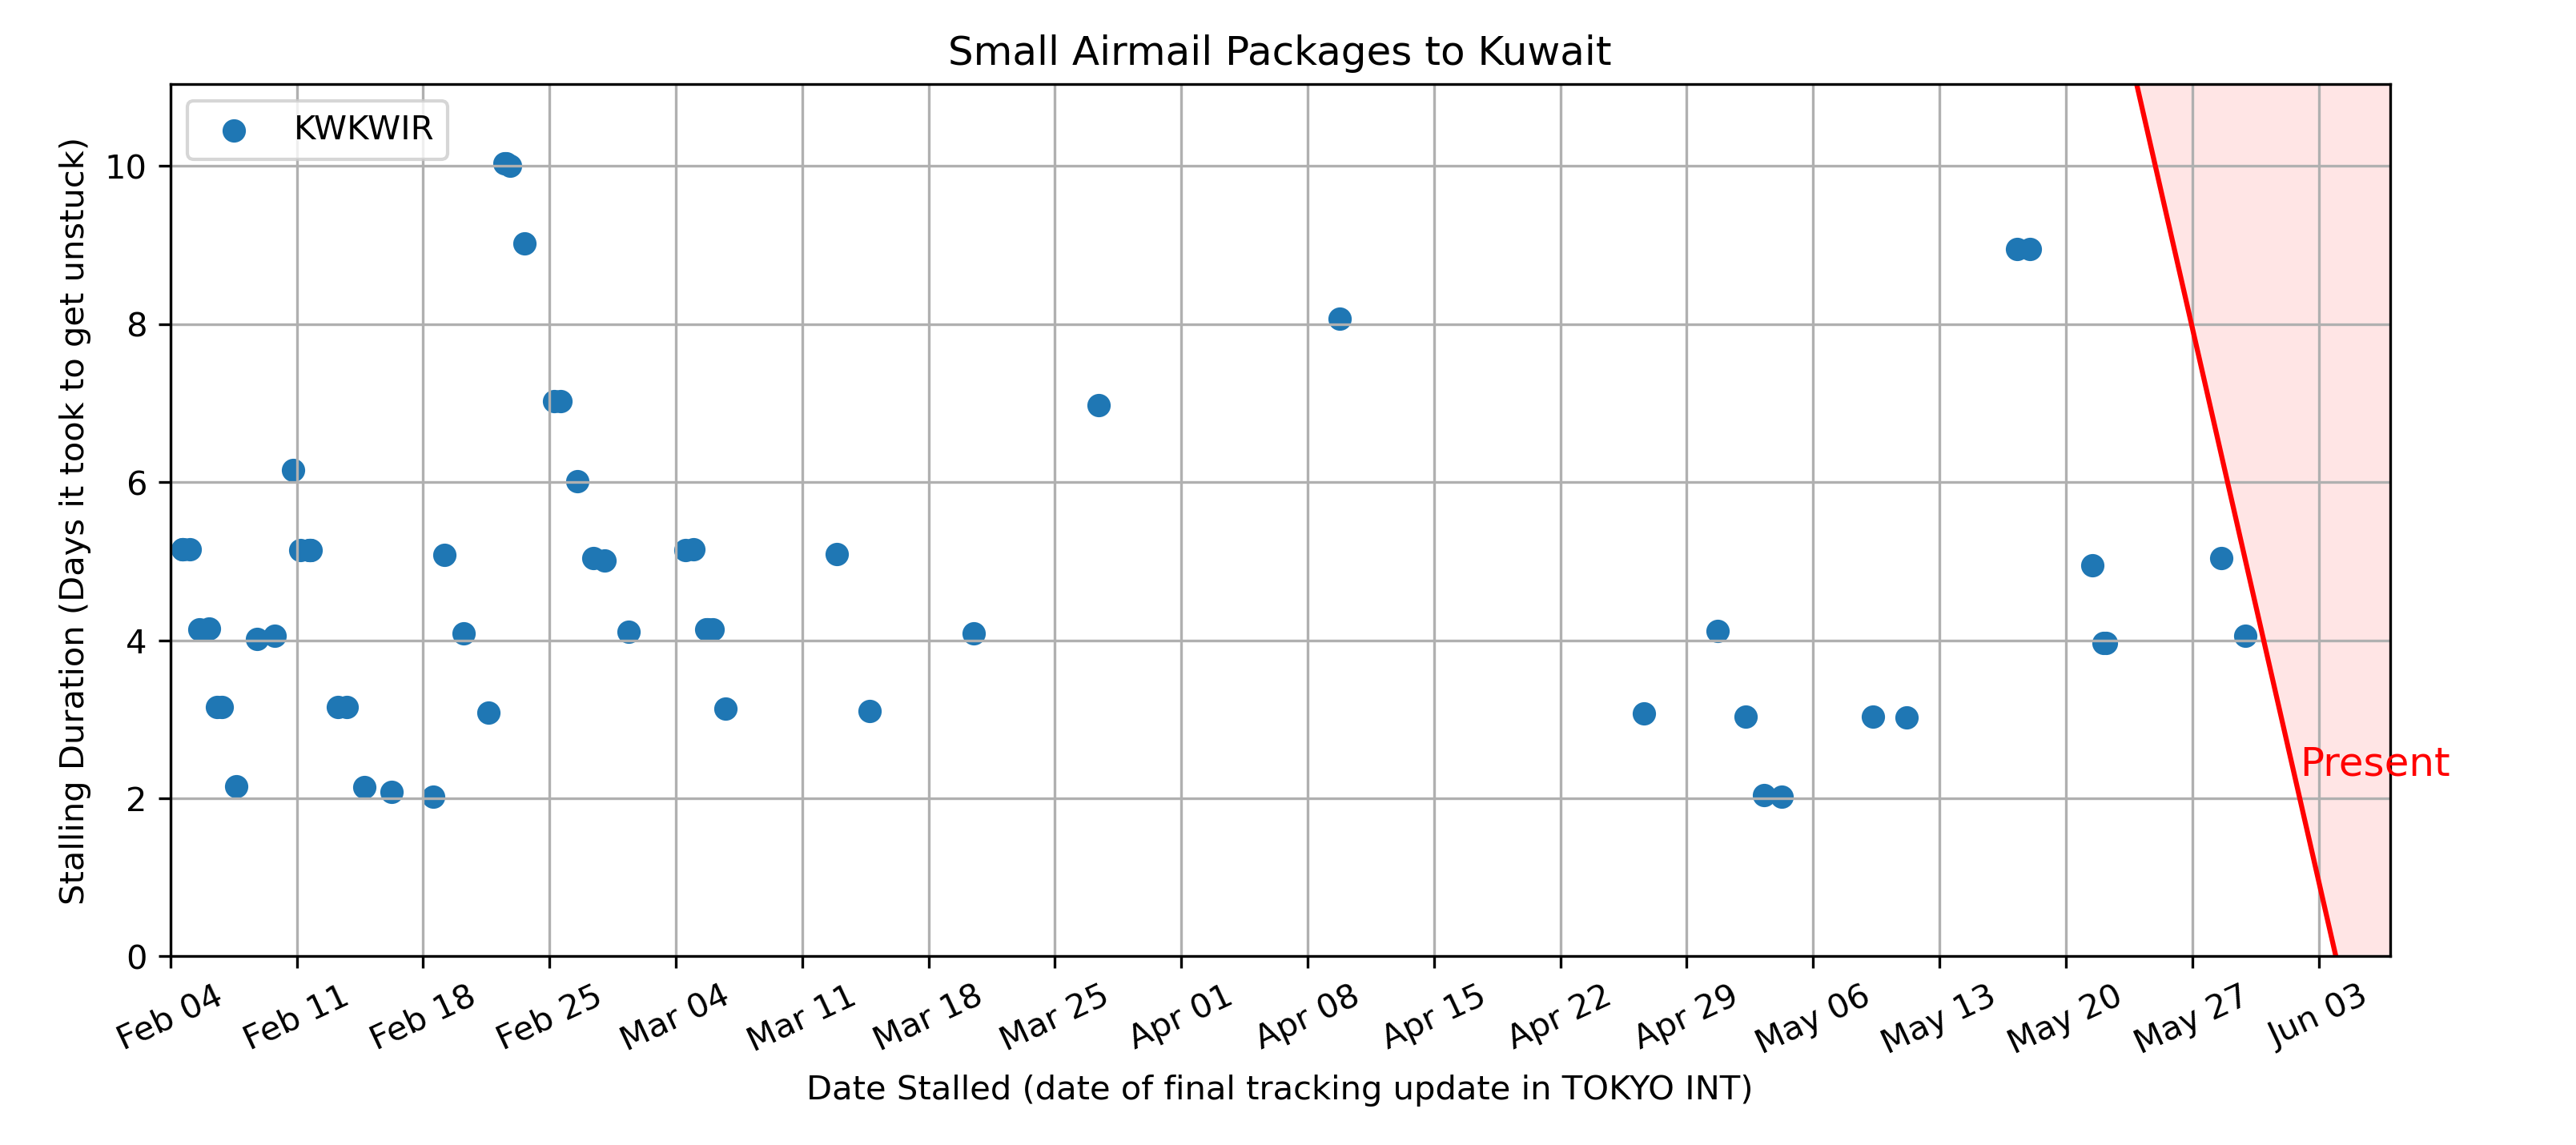 Small Airmail Packages to Kuwait
KWKWIR
Stalling Duration (Days it took to get unstuck)
10
8
6
4
2
0
Present
Feb 04
Feb 11
Feb 18
Feb 25
Mar 04
Mar 11
Mar 18
Mar 25
Apr 01
Apr 08
Apr 15
Apr 22
Apr 29
May 06
May 13
May 20
May 27
Jun 03
Date Stalled (date of final tracking update in TOKYO INT)